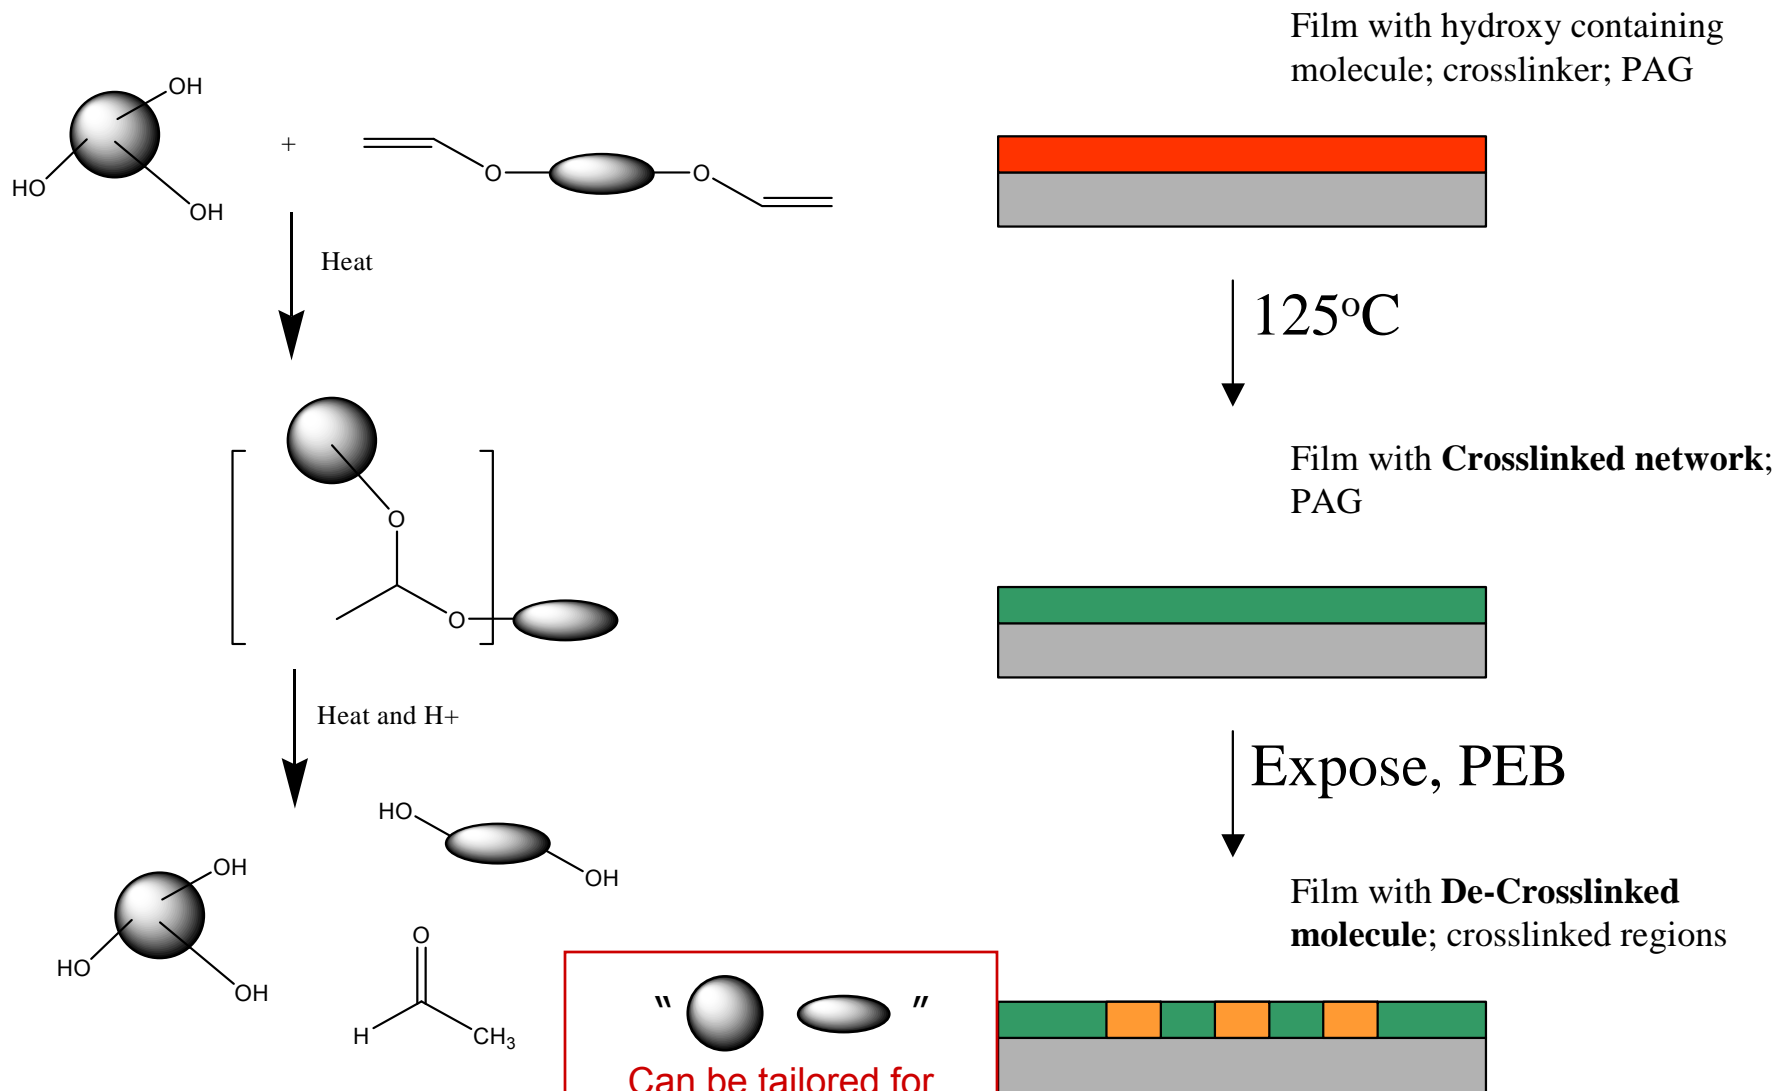 Film with hydroxy containing
molecule; crosslinker; PAG
OH
HO
OH
+
O
O
Heat
125°C
Film with Crosslinked network;
PAG
O
O
Heat and H+
Expose, PEB
HO
OH
OH
HO
OH
O
H
CH3
Film with De-Crosslinked
molecule; crosslinked regions
" "
Can be tailored for